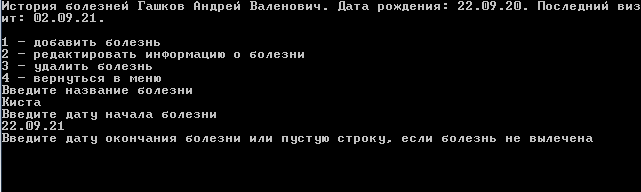 История болезней Гашков Андрей Валенович. Дата рождения: 22.09.20. Последний виз
ит: 02.09.21.
1 - добавить болезнь
2 - редактировать информацию о болезни
3 - удалить болезнь
4 - вернуться в меню
Введите название болезни
Киста
Введите дату начала болезни
22.09.21
Введите дату окончания болезни или пустую строку, если болезнь не вылечена